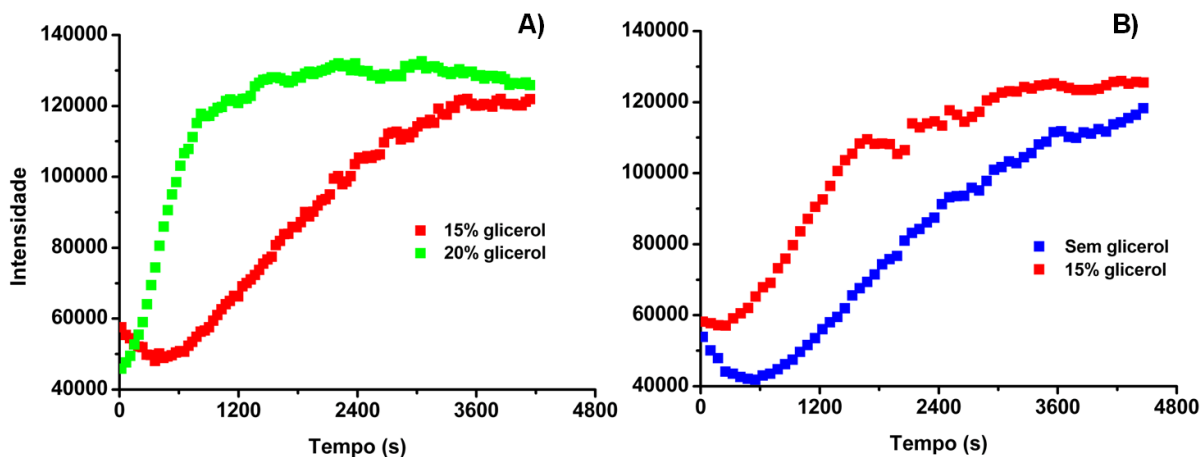 A)
140000
120000
100000
80000
60000
40000
Intensidade
15% glicerol
20% glicerol
0 1200 2400 3600 4800
Tempo (s)
B)
140000
120000
100000
80000
60000
40000
Sem glicerol
15% glicerol
0 1200 2400 3600 4800
Tempo (s)